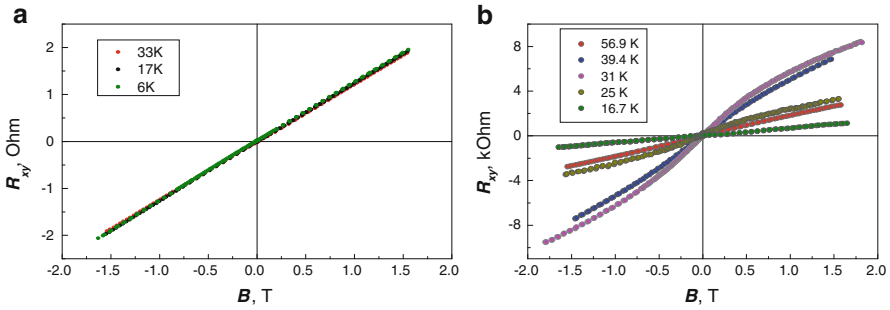 a
33K
17K
6K
2
1
0
-1
-2
R_xy, Ohm
-2.0 -1.5 -1.0 -0.5 0.0 0.5 1.0 1.5 2.0
B, T
b
56.9 K
39.4 K
31 K
25 K
16.7 K
8
4
0
-4
-8
R_xy, kOhm
-2.0 -1.5 -1.0 -0.5 0.0 0.5 1.0 1.5 2.0
B, T